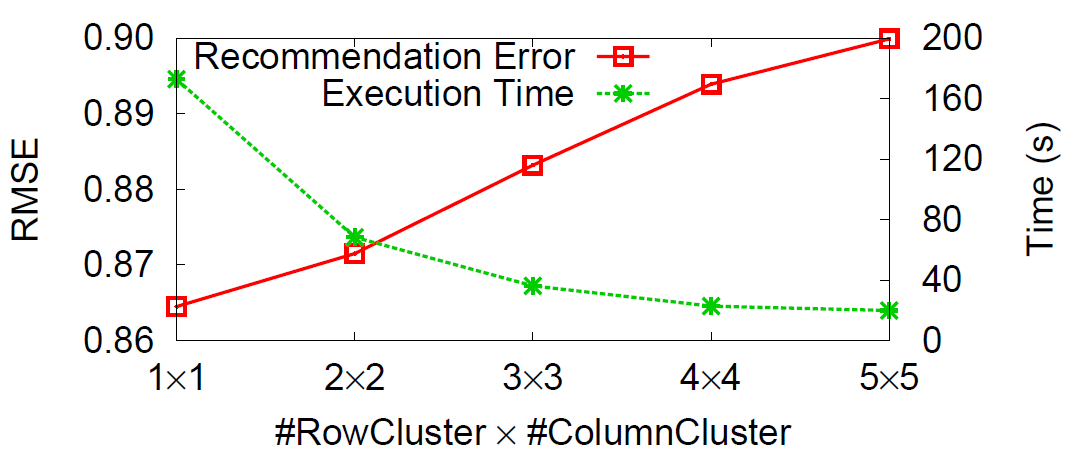 0.90
0.89
0.88
0.87
0.86
RMSE
Recommendation Error
Execution Time
200
160
120
80
40
0
Time (s)
1×1 2×2 3×3 4×4 5×5
#RowCluster × #ColumnCluster